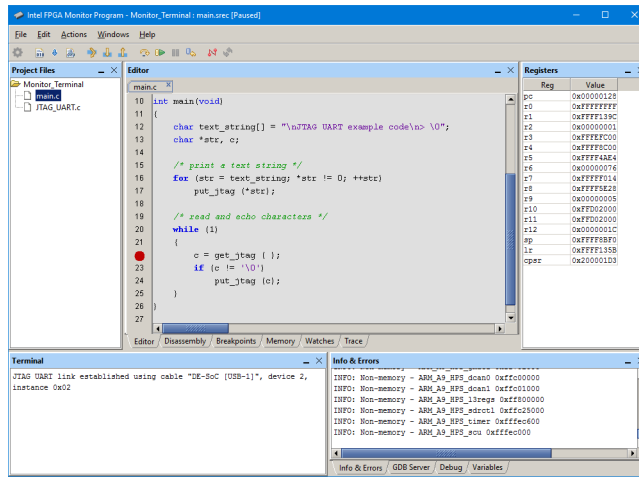 Intel FPGA Monitor Program - Monitor_Terminal : main.srec [Paused]
File Edit Actions Windows Help
Project Files
Monitor_Terminal
main.c
JTAG_UART.c
Editor
main.c
10 int main(void)
11 {
12 char text_string[] = "\nJTAG UART example code\n> \0";
13 char *str, c;
14
15 /* print a text string */
16 for (str = text_string; *str != 0; ++str)
17 put_jtag (*str);
18
19 /* read and echo characters */
20 while (1)
21 {
c = get_jtag ( );
23 if (c != '\0')
24 put_jtag (c);
25 }
26 }
27
Editor Disassembly Breakpoints Memory Watches Trace
Registers
Reg Value
pc 0x00000128
r0 0xFFFFFFFF
r1 0xFFFF139C
r2 0x00000001
r3 0xFFFEFC00
r4 0xFFFF8C00
r5 0xFFFF4AE4
r6 0x00000076
r7 0xFFFFF014
r8 0xFFFF5E28
r9 0x00000005
r10 0xFFD02000
r11 0xFFD02000
r12 0x0000001C
sp 0xFFFF8BF0
lr 0xFFFF135B
cpsr 0x200001D3
Terminal
JTAG UART link established using cable "DE-SoC [USB-1]", device 2,
instance 0x02
Info & Errors
INFO: Non-memory - ARM_A9_HPS_dcan0 0xffc00000
INFO: Non-memory - ARM_A9_HPS_dcan1 0xffc01000
INFO: Non-memory - ARM_A9_HPS_l3regs 0xff800000
INFO: Non-memory - ARM_A9_HPS_sdrctl 0xffc25000
INFO: Non-memory - ARM_A9_HPS_timer 0xfffec600
INFO: Non-memory - ARM_A9_HPS_scu 0xfffec000
Info & Errors GDB Server Debug Variables